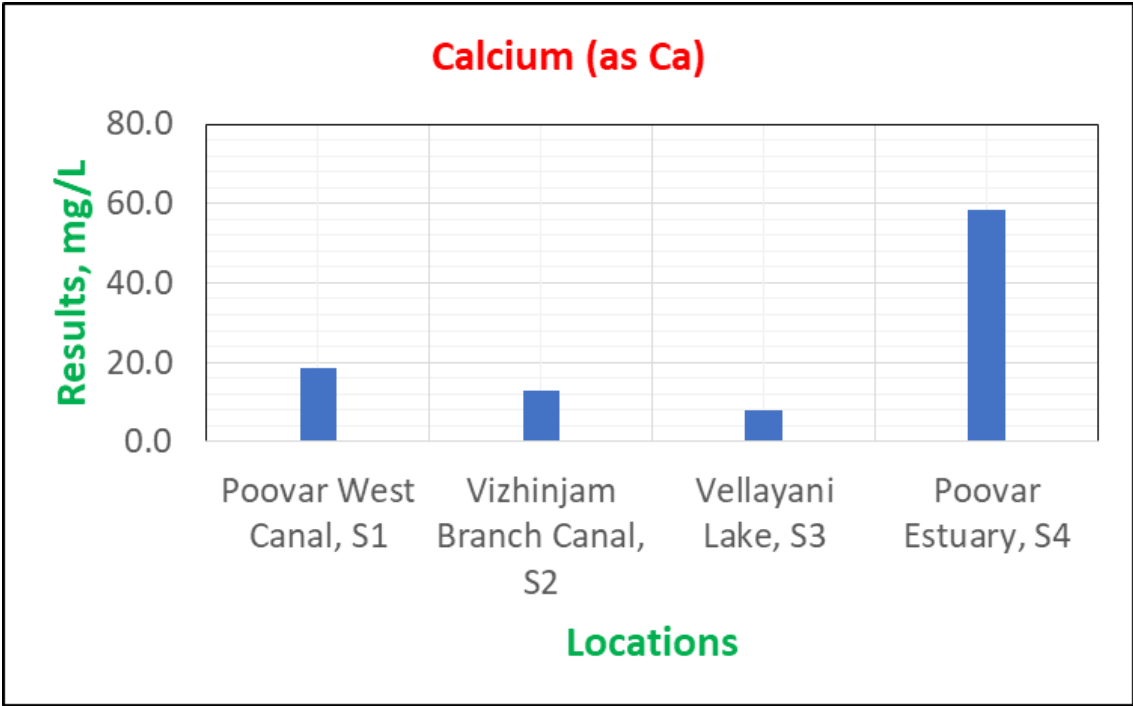 Calcium (as Ca)
Results, mg/L
80.0
60.0
40.0
20.0
0.0
Poovar West
Canal, S1
Vizhinjam
Branch Canal,
S2
Vellayani
Lake, S3
Poovar
Estuary, S4
Locations